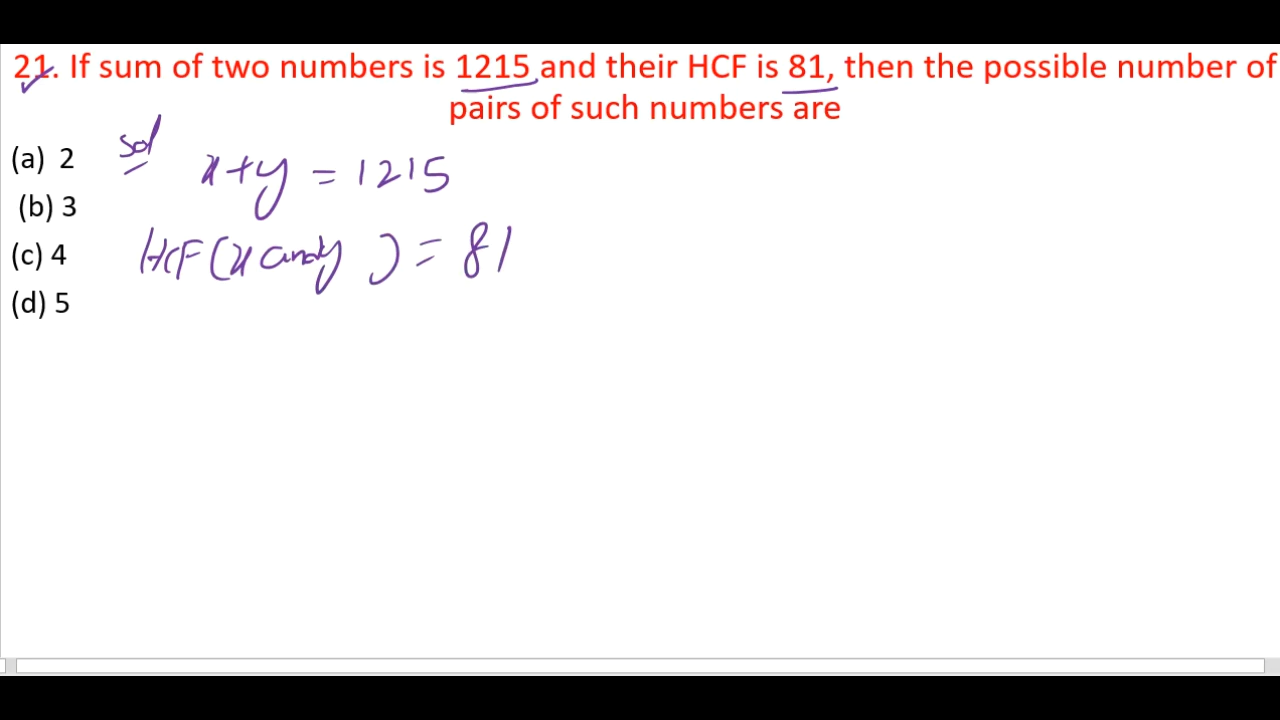 21. If sum of two numbers is 1215 and their HCF is 81, then the possible number of
pairs of such numbers are
(a) 2
sol
x+y = 1215
(b) 3
HCF(x and y ) = 81
(c) 4
(d) 5